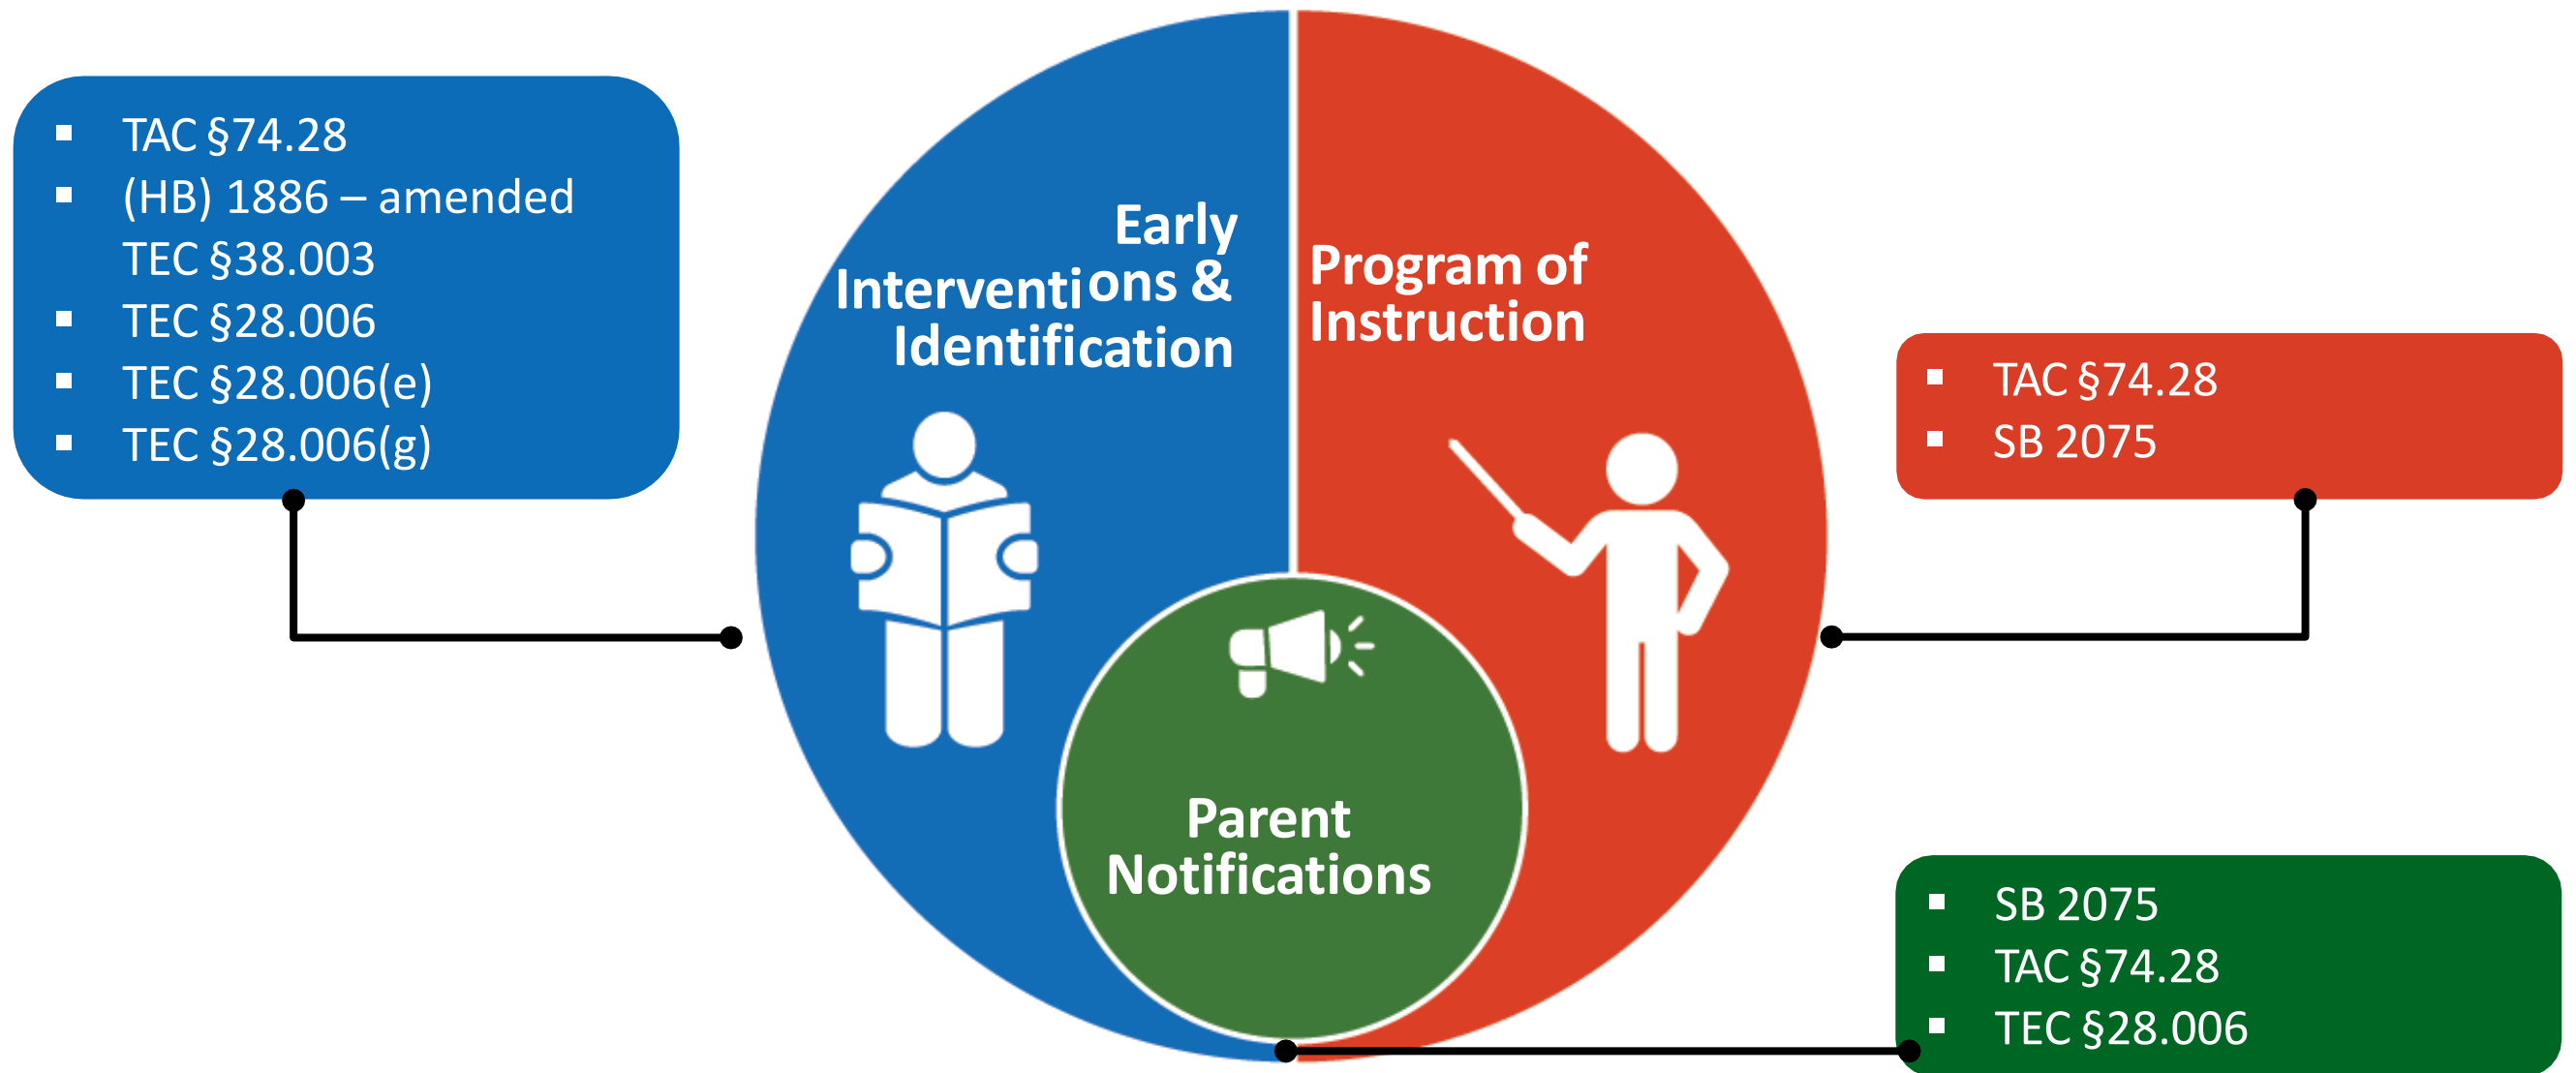 ▪ TAC §74.28
▪ (HB) 1886 – amended
TEC §38.003
▪ TEC §28.006
▪ TEC §28.006(e)
▪ TEC §28.006(g)
Early
Interventions &
Identification
Program of
Instruction
▪ TAC §74.28
▪ SB 2075
Parent
Notifications
▪ SB 2075
▪ TAC §74.28
▪ TEC §28.006